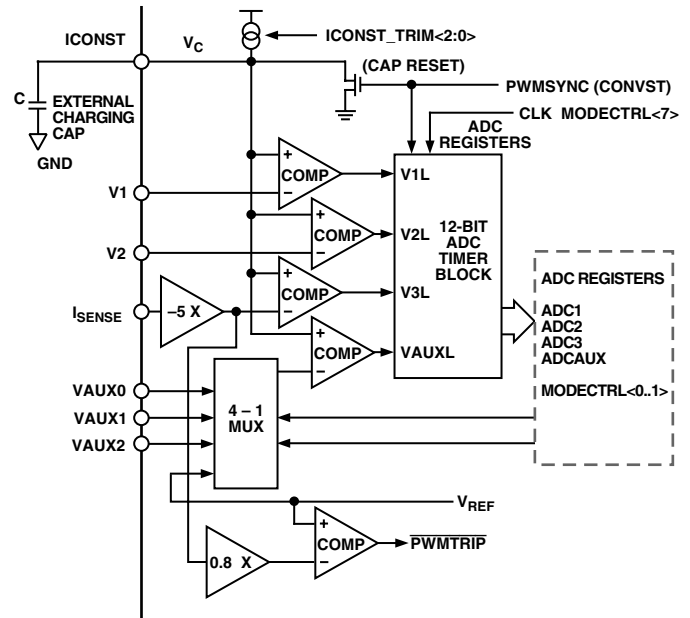 ICONST
VC
ICONST_TRIM<2:0>
(CAP RESET)
PWMSYNC (CONVST)
C
EXTERNAL
CHARGING
CAP
GND
CLK MODECTRL<7>
ADC
REGISTERS
+
COMP
–
V1L
V1
+
COMP
–
V2L
12-BIT
ADC
TIMER
BLOCK
V2
+
COMP
–
V3L
ISENSE
–5 X
+
COMP
–
VAUXL
ADC REGISTERS
ADC1
ADC2
ADC3
ADCAUX
MODECTRL<0..1>
VAUX0
VAUX1
VAUX2
4 – 1
MUX
VREF
+
COMP
–
PWMTRIP
0.8 X